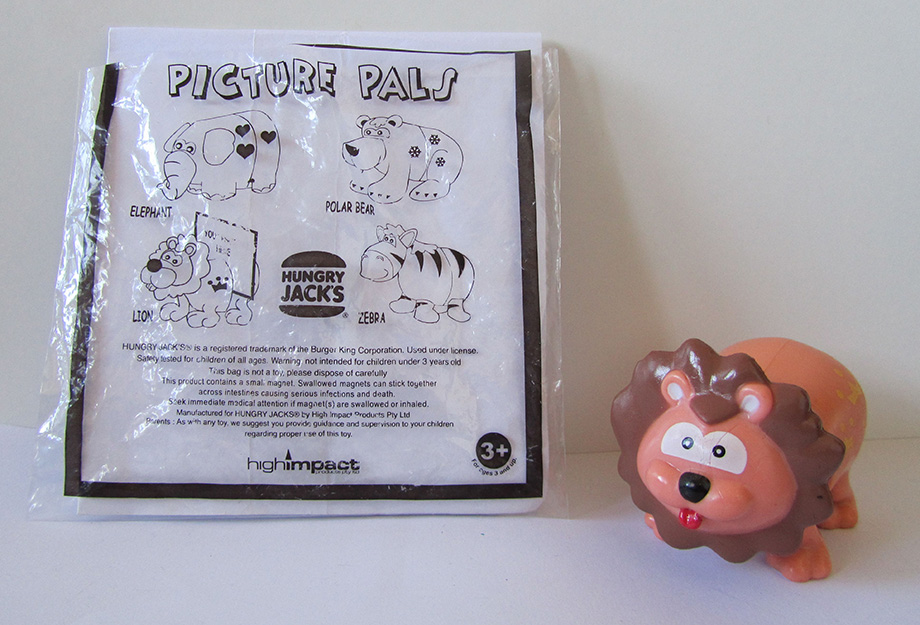 PICTURE PALS
ELEPHANT
POLAR BEAR
LION
HUNGRY
JACK'S
®
ZEBRA
HUNGRY JACK'S® is a registered trademark of the Burger King Corporation. Used under license.
Safety tested for children of all ages. Warning, not intended for children under 3 years old
This bag is not a toy, please dispose of carefully
This product contains a small magnet. Swallowed magnets can stick together
across intestines causing serious infections and death.
Seek immediate medical attention if magnet(s) are swallowed or inhaled.
Manufactured for HUNGRY JACKS® by High Impact Products Pty Ltd
Parents : As with any toy, we suggest you provide guidance and supervision to your children
regarding proper use of this toy.
highimpact
products pty ltd
3+
For ages 3 and up.